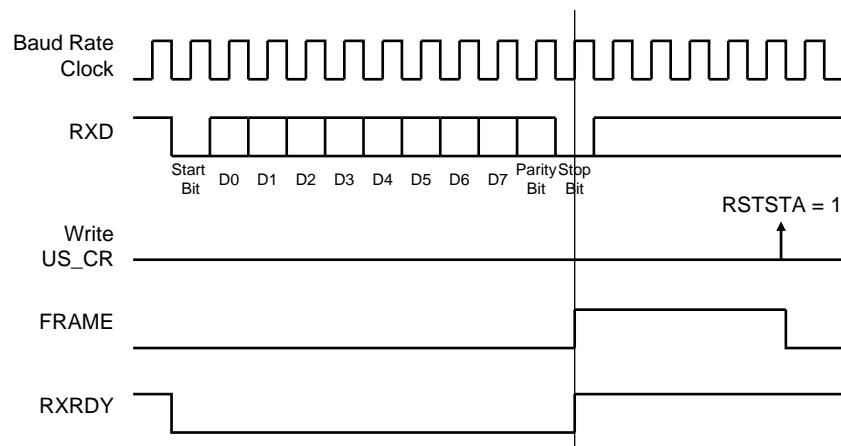 Baud Rate
Clock
RXD
Start
Bit
D0 D1 D2 D3 D4 D5 D6 D7
Parity
Bit
Stop
Bit
RSTSTA = 1
Write
US_CR
FRAME
RXRDY